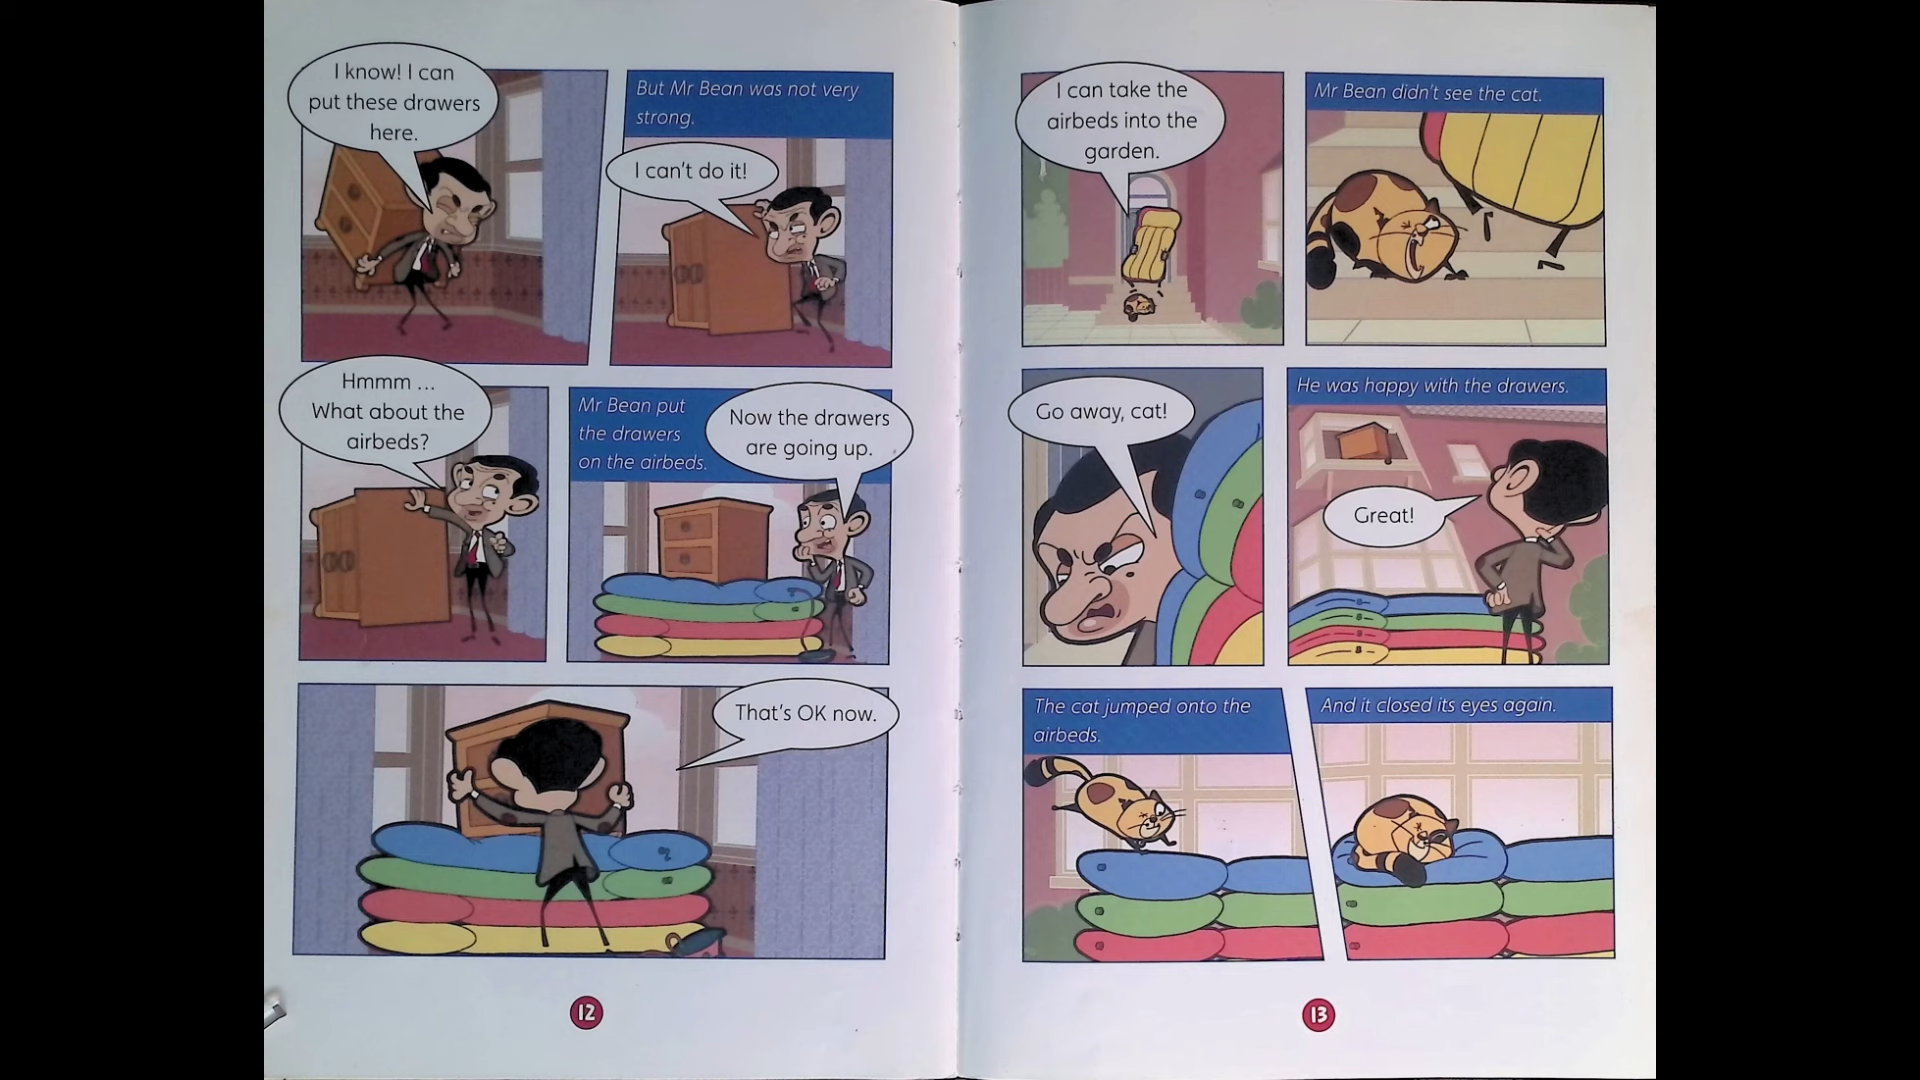 I know! I can
put these drawers
here.
But Mr Bean was not very
strong.
I can't do it!
Hmmm ...
What about the
airbeds?
Mr Bean put
the drawers
on the airbeds.
Now the drawers
are going up.
That's OK now.
12
I can take the
airbeds into the
garden.
Mr Bean didn't see the cat.
Go away, cat!
He was happy with the drawers.
Great!
The cat jumped onto the
airbeds.
And it closed its eyes again.
13